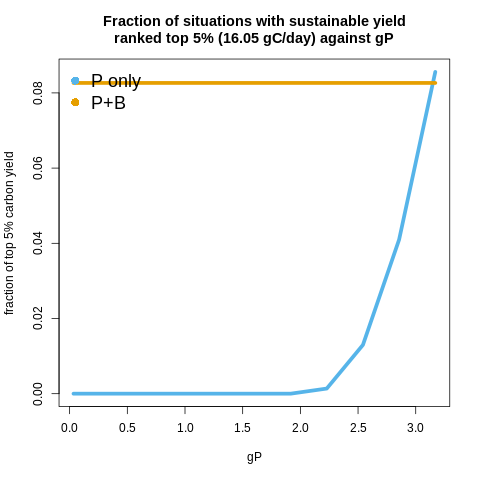 Fraction of situations with sustainable yield
ranked top 5% (16.05 gC/day) against gP
P only
P+B
fraction of top 5% carbon yield
0.08
0.06
0.04
0.02
0.00
0.0 0.5 1.0 1.5 2.0 2.5 3.0
gP